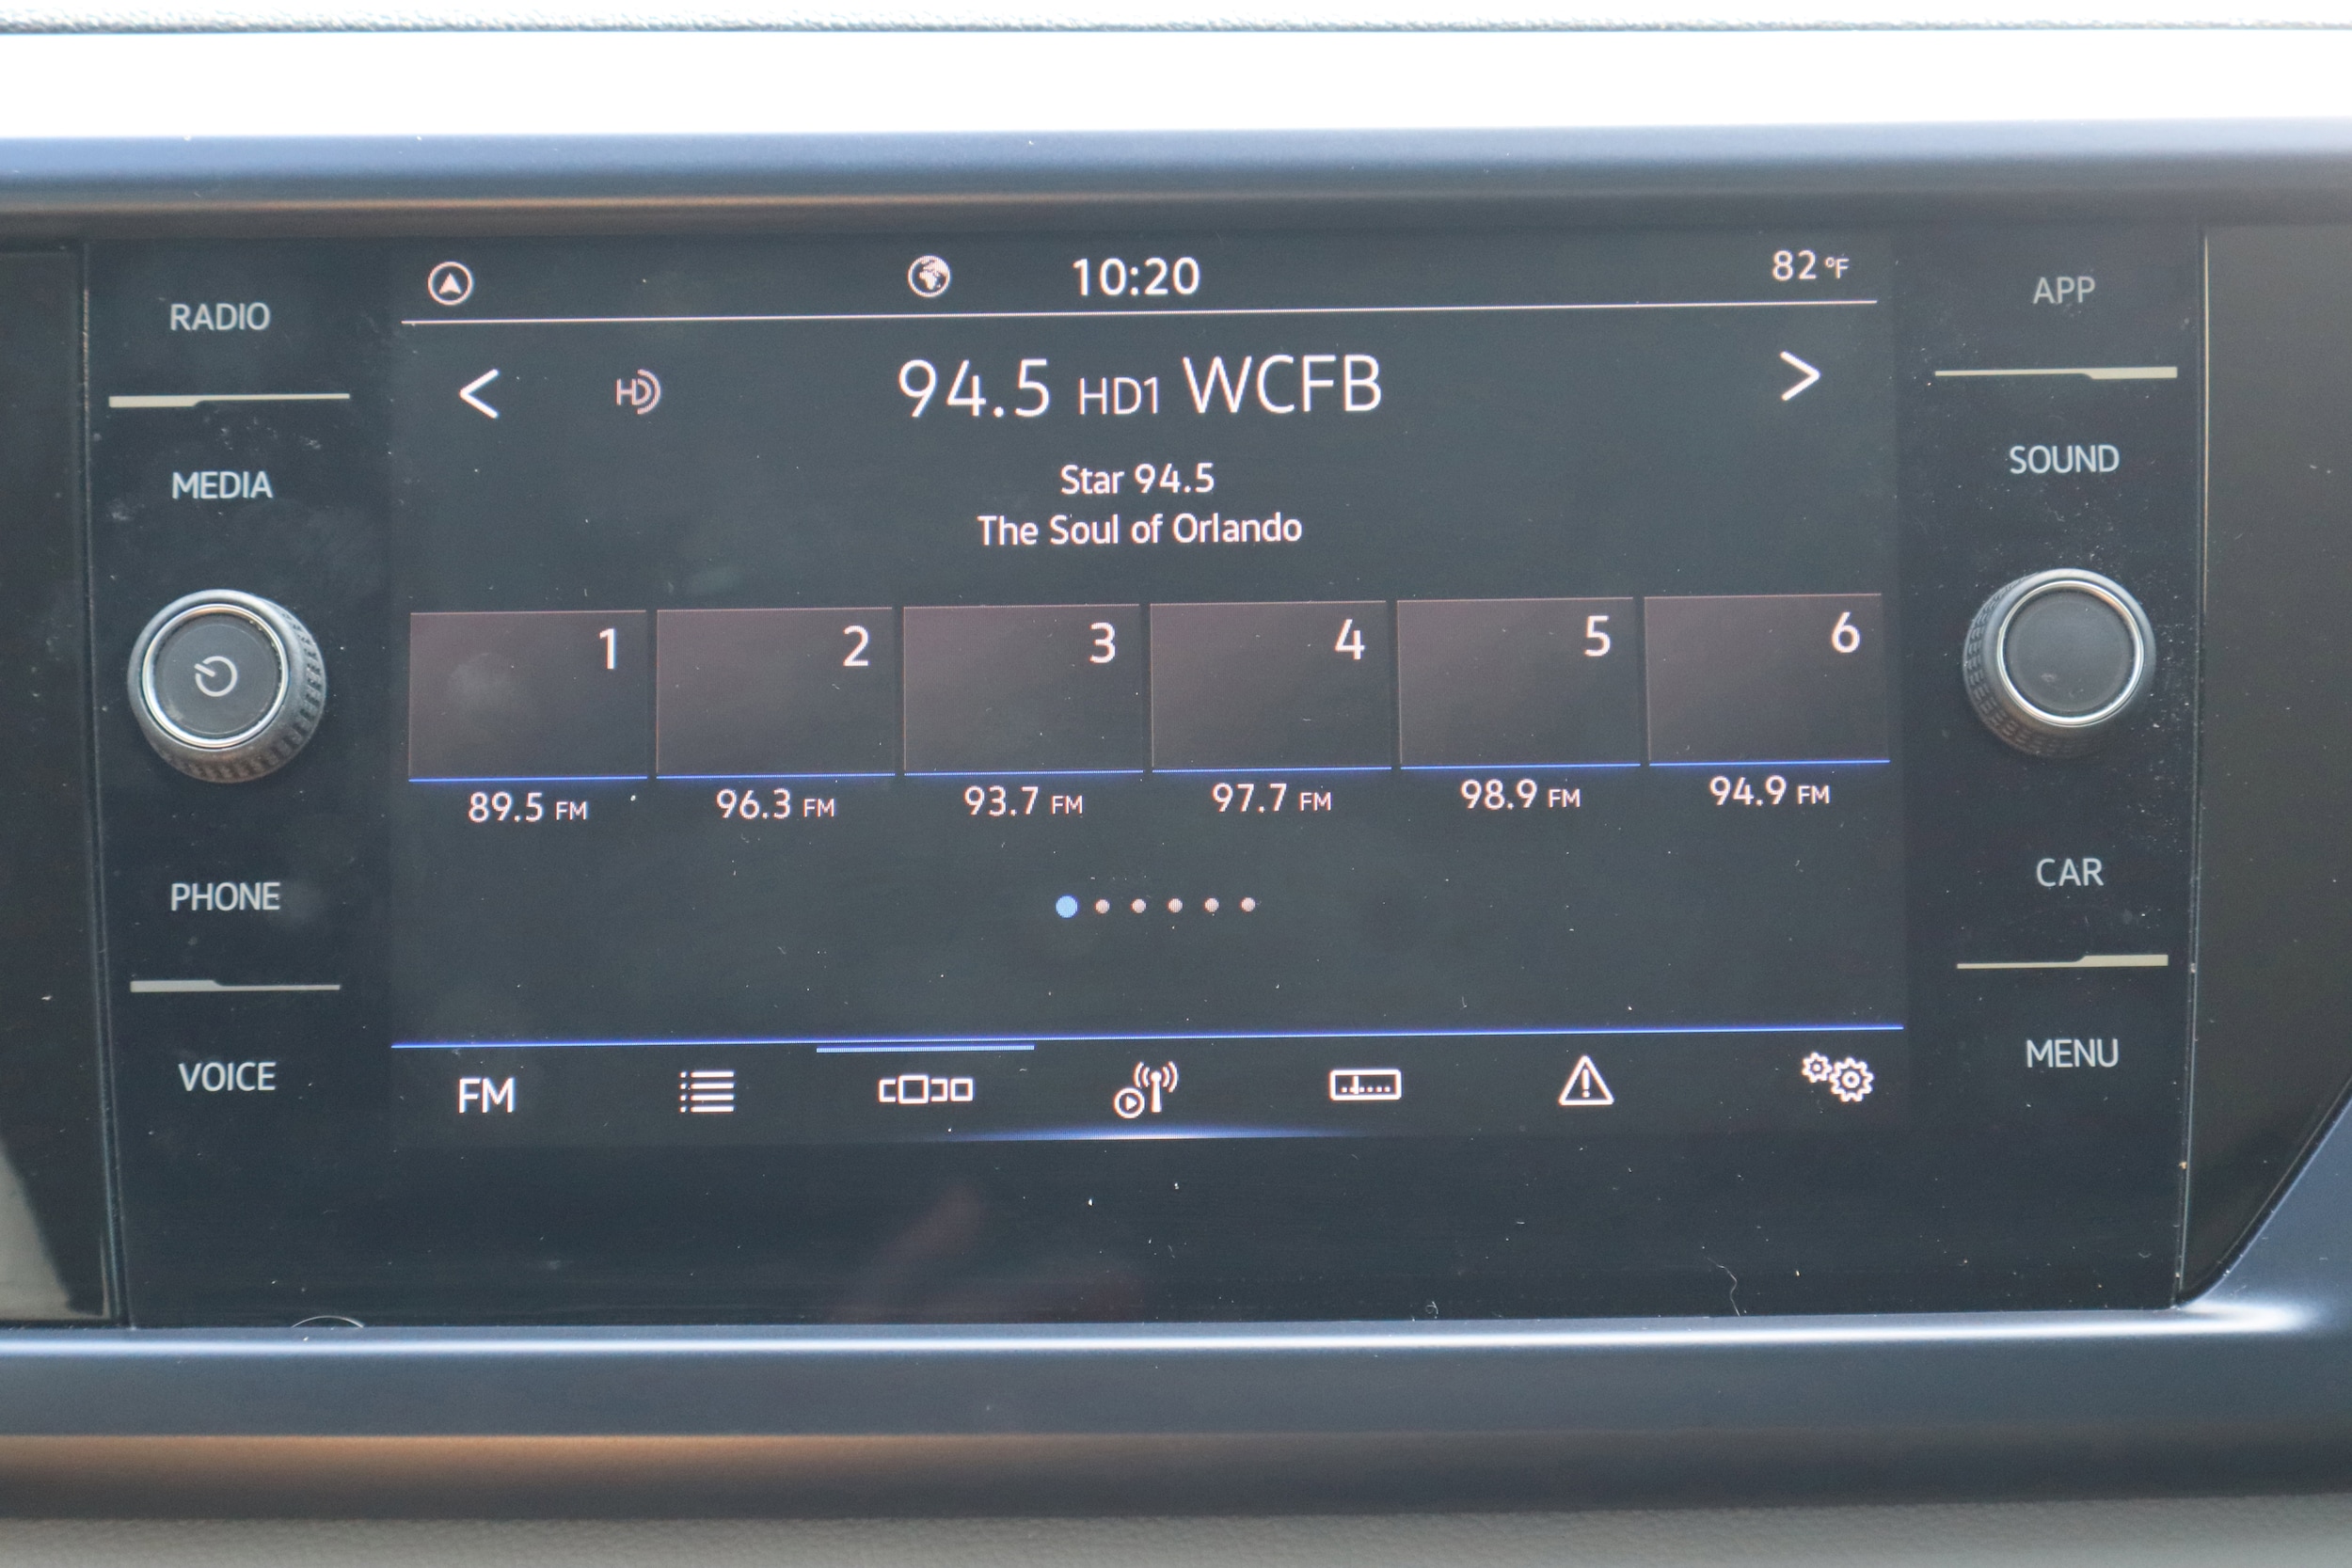 RADIO
MEDIA
PHONE
VOICE
10:20
82 °F
< HD 94.5 HD1 WCFB >
Star 94.5
The Soul of Orlando
1 2 3 4 5 6
89.5 FM 96.3 FM 93.7 FM 97.7 FM 98.9 FM 94.9 FM
FM
APP
SOUND
CAR
MENU